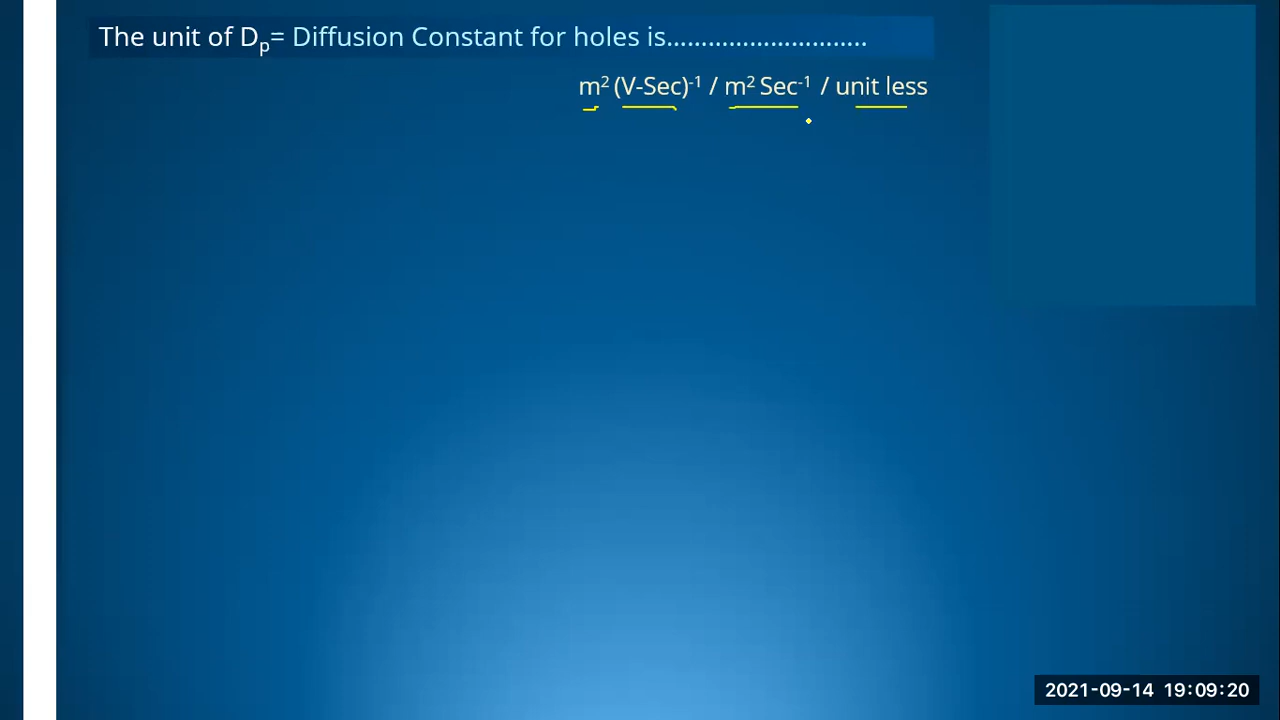 The unit of Dp= Diffusion Constant for holes is.............................
m² (V-Sec)⁻¹ / m² Sec⁻¹ / unit less
2021-09-14 19:09:20